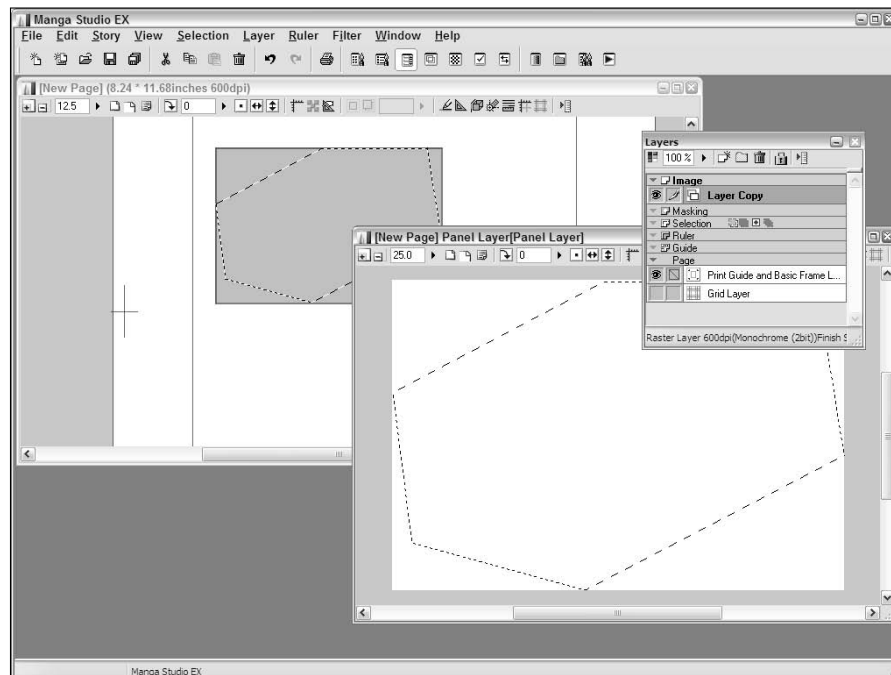 Manga Studio EX
File Edit Story View Selection Layer Ruler Filter Window Help
[New Page] (8.24 * 11.68inches 600dpi)
12.5 0
Layers
100 %
Image
Layer Copy
Masking
Selection
Ruler
Guide
Page
Print Guide and Basic Frame L...
Grid Layer
Raster Layer 600dpi(Monochrome (2bit))Finish S
[New Page] Panel Layer[Panel Layer]
25.0 0
Manga Studio EX